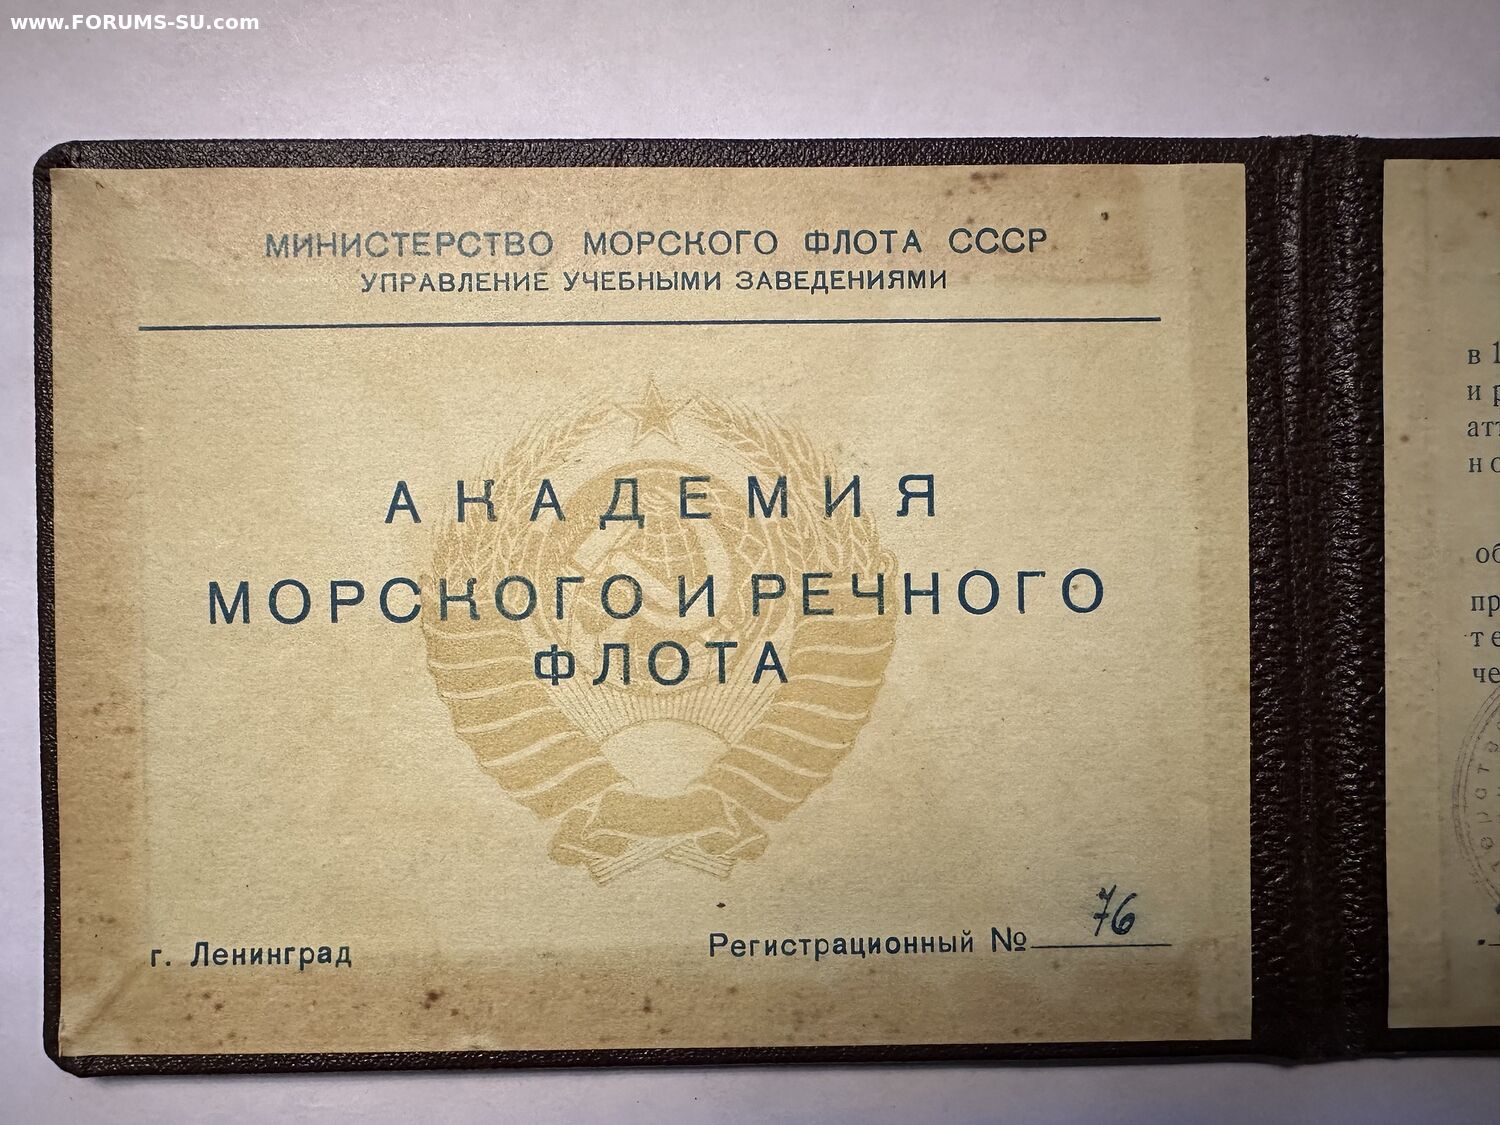 www.FORUMS-SU.com
МИНИСТЕРСТВО МОРСКОГО ФЛОТА СССР
УПРАВЛЕНИЕ УЧЕБНЫМИ ЗАВЕДЕНИЯМИ
АКАДЕМИЯ
МОРСКОГО И РЕЧНОГО
ФЛОТА
г. Ленинград
Регистрационный № 76